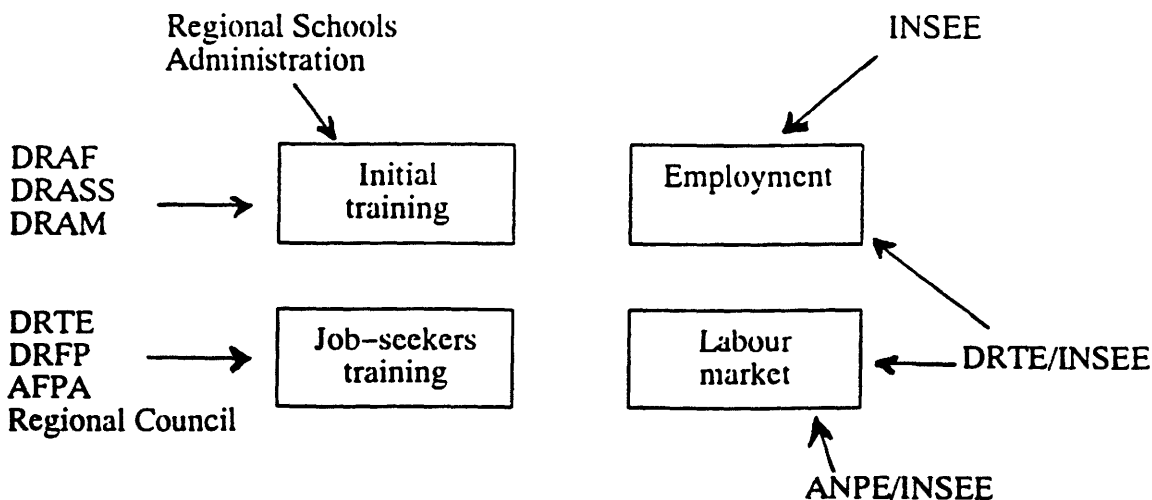 Regional Schools
Administration
INSEE
DRAF
DRASS
DRAM
Initial
training
Employment
DRTE
DRFP
AFPA
Regional Council
Job-seekers
training
Labour
market
DRTE/INSEE
ANPE/INSEE